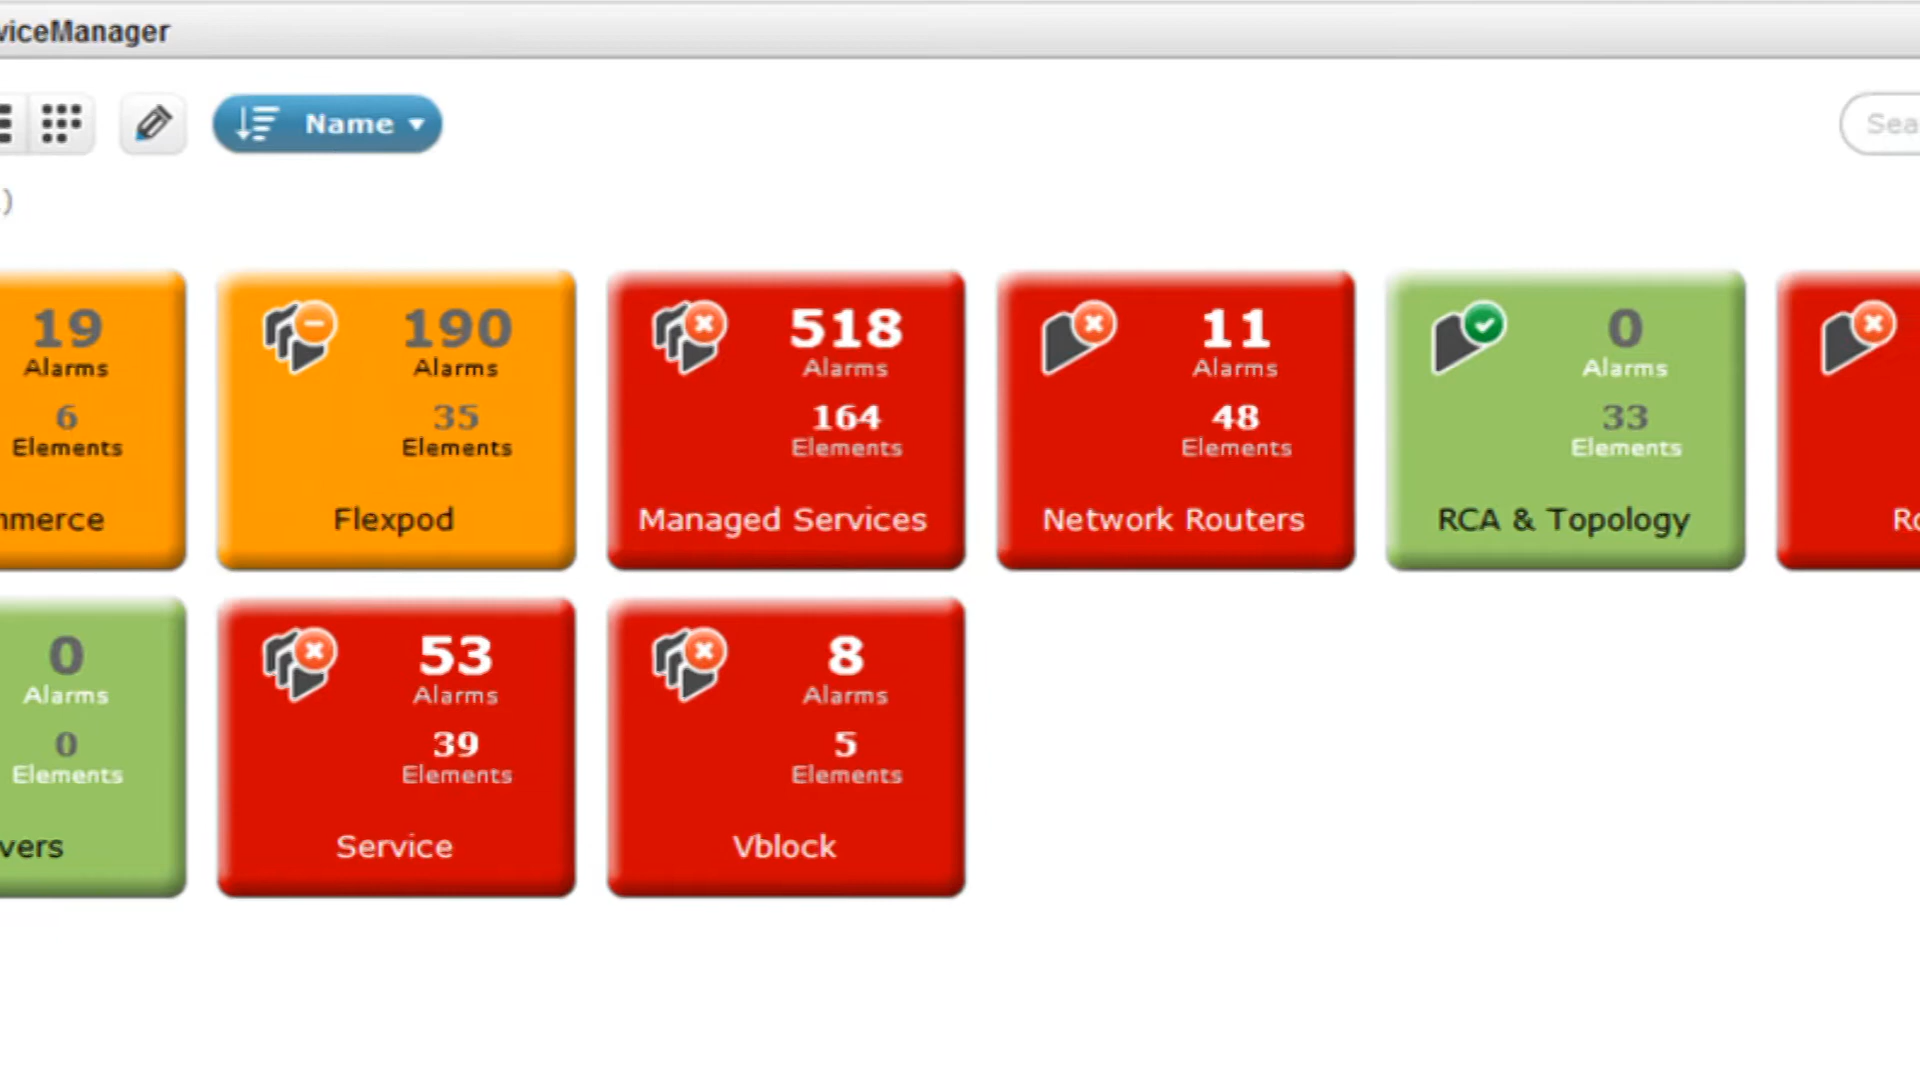 viceManager
Name
Sea
)
19
Alarms
6
Elements
mmerce
190
Alarms
35
Elements
Flexpod
518
Alarms
164
Elements
Managed Services
11
Alarms
48
Elements
Network Routers
0
Alarms
33
Elements
RCA & Topology
Ro
0
Alarms
0
Elements
vers
53
Alarms
39
Elements
Service
8
Alarms
5
Elements
Vblock